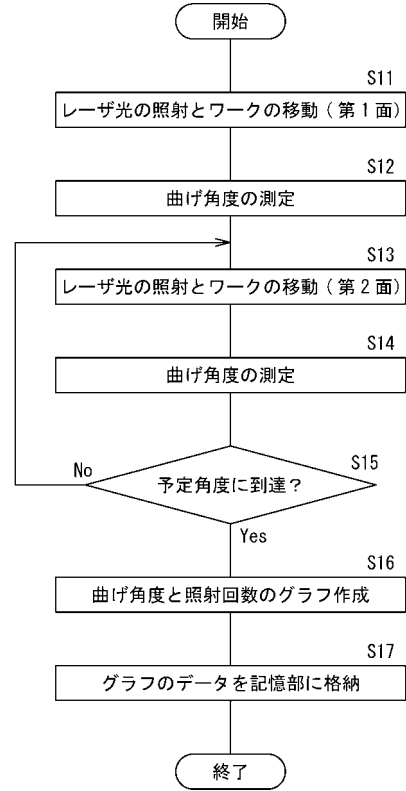 開始
S11
レーザ光の照射とワークの移動(第1面)
S12
曲げ角度の測定
S13
レーザ光の照射とワークの移動(第2面)
S14
曲げ角度の測定
S15
No
予定角度に到達?
Yes
S16
曲げ角度と照射回数のグラフ作成
S17
グラフのデータを記憶部に格納
終了